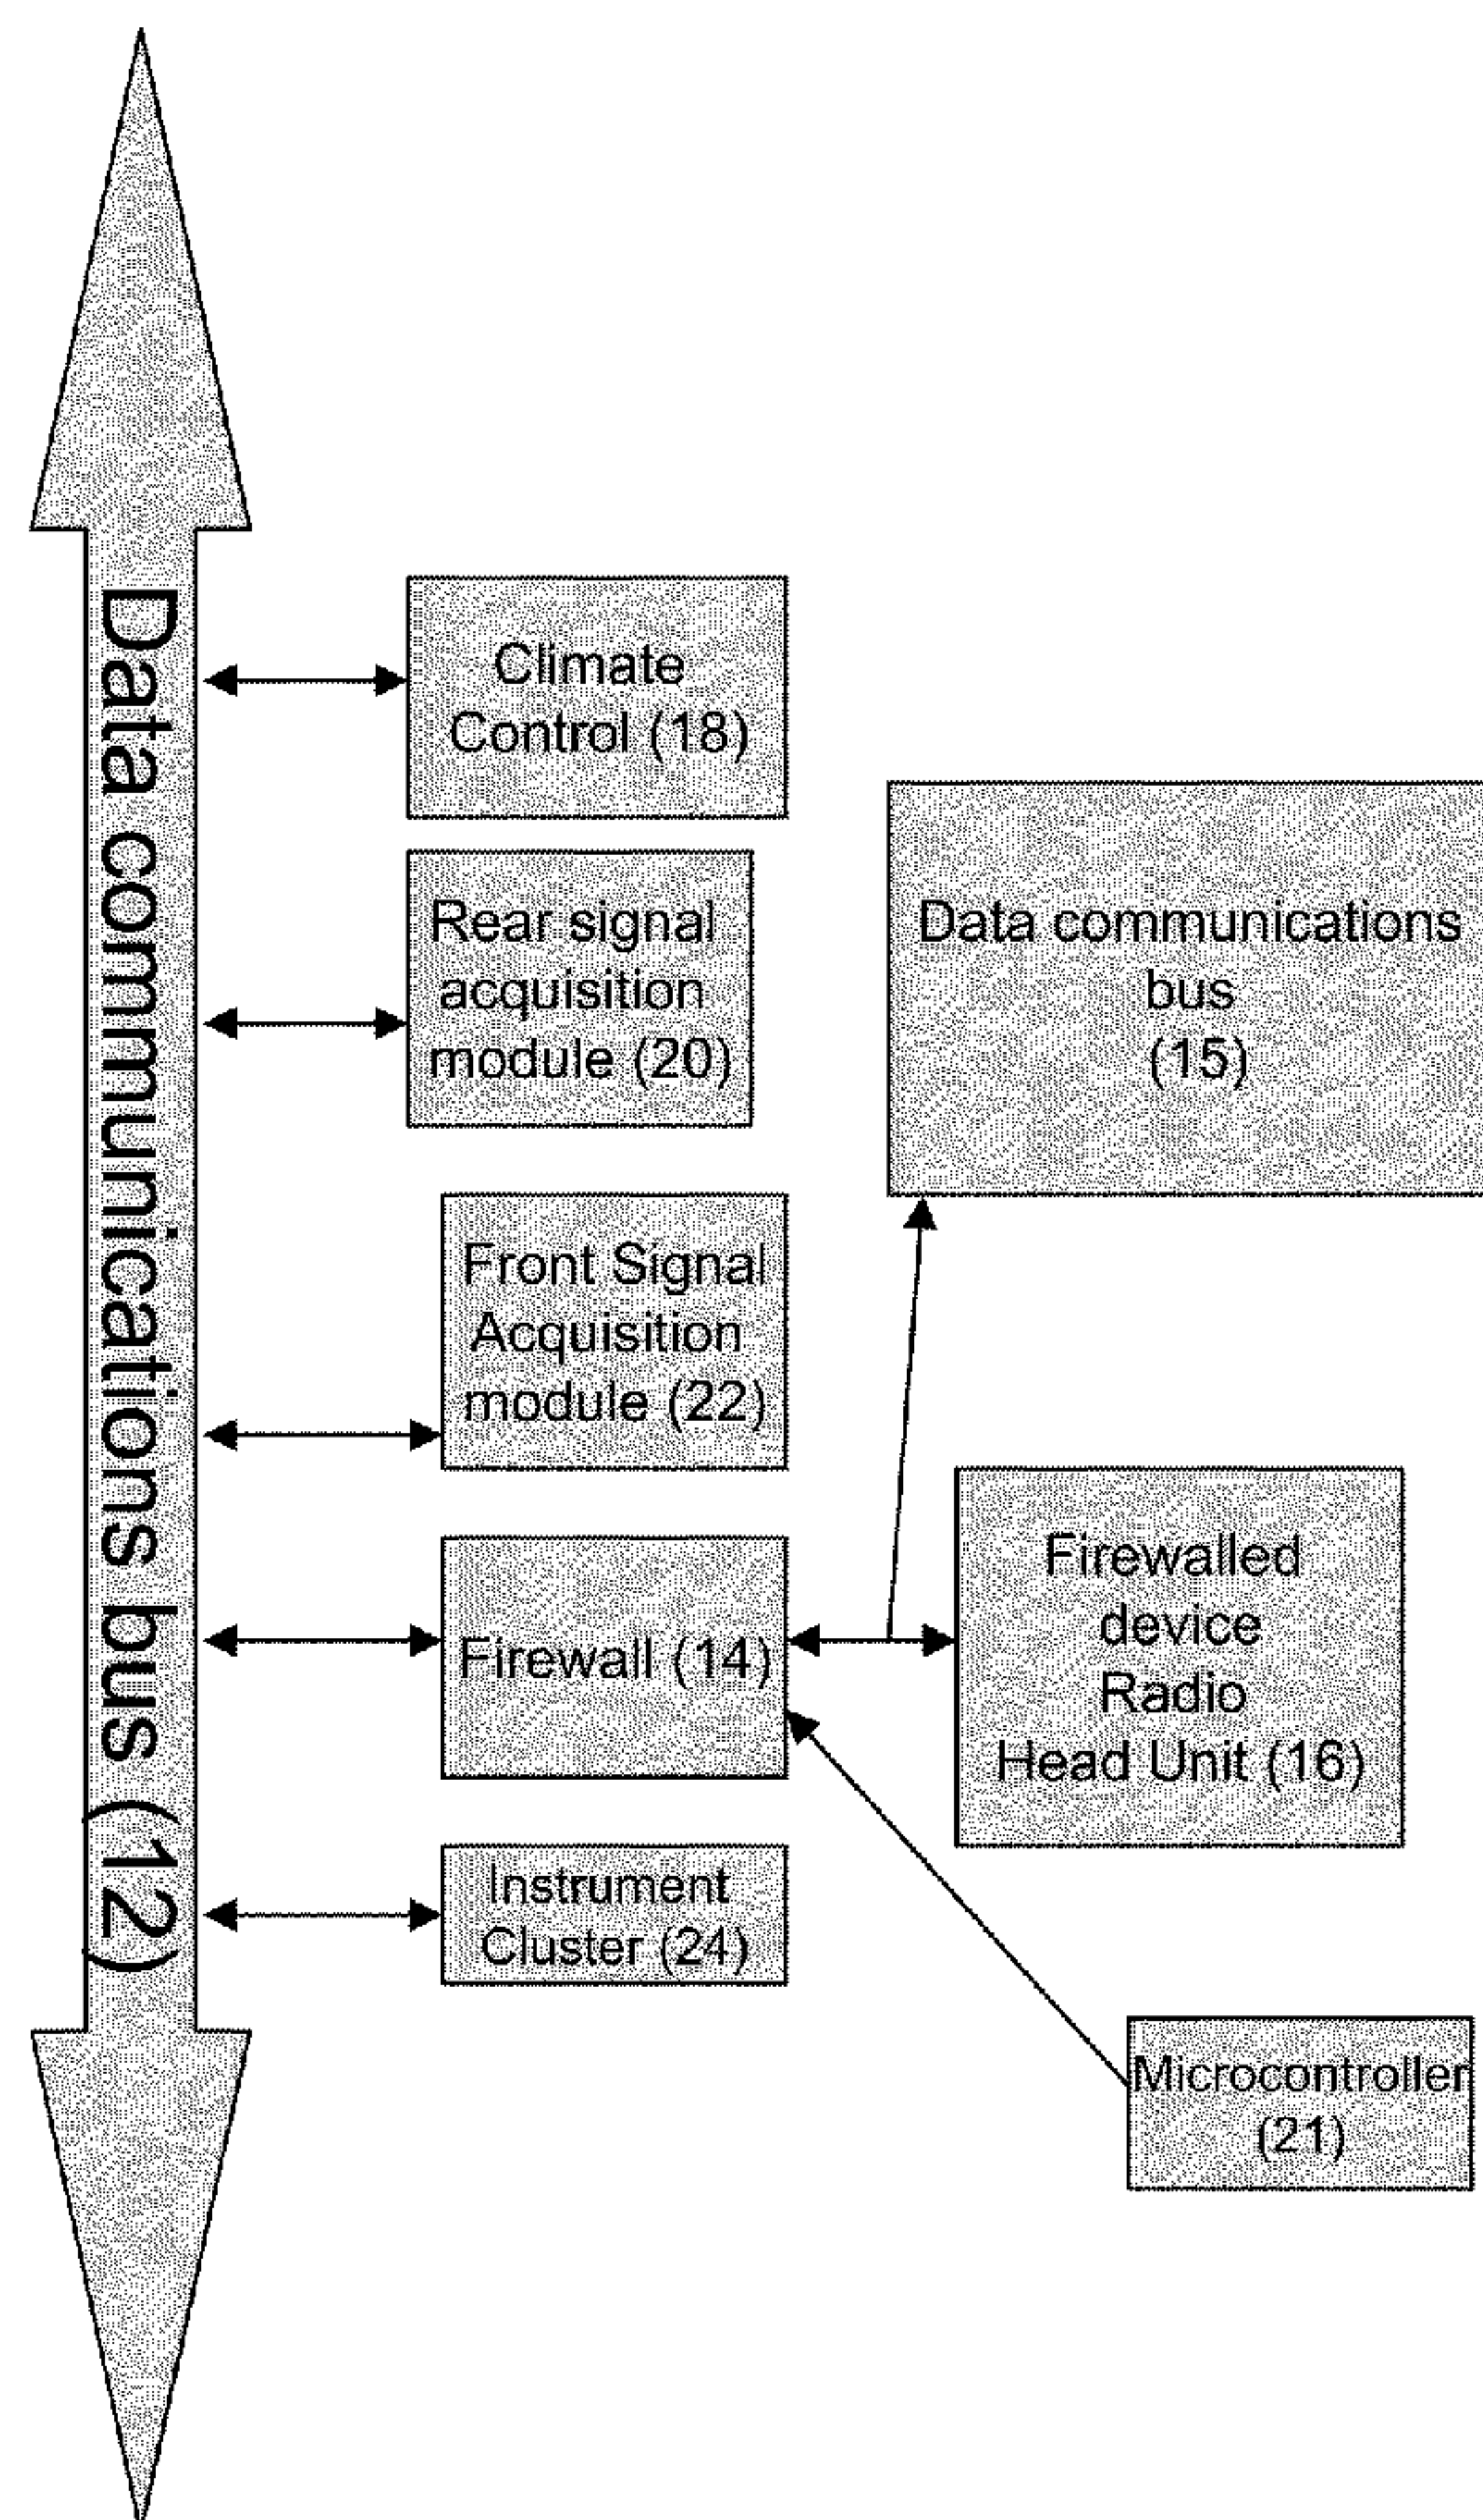 Data communications bus (12)
Climate
Control (18)
Rear signal
acquisition
module (20)
Data communications
bus
(15)
Front Signal
Acquisition
module (22)
Firewall (14)
Firewalled
device
Radio
Head Unit (16)
Instrument
Cluster (24)
Microcontroller
(21)